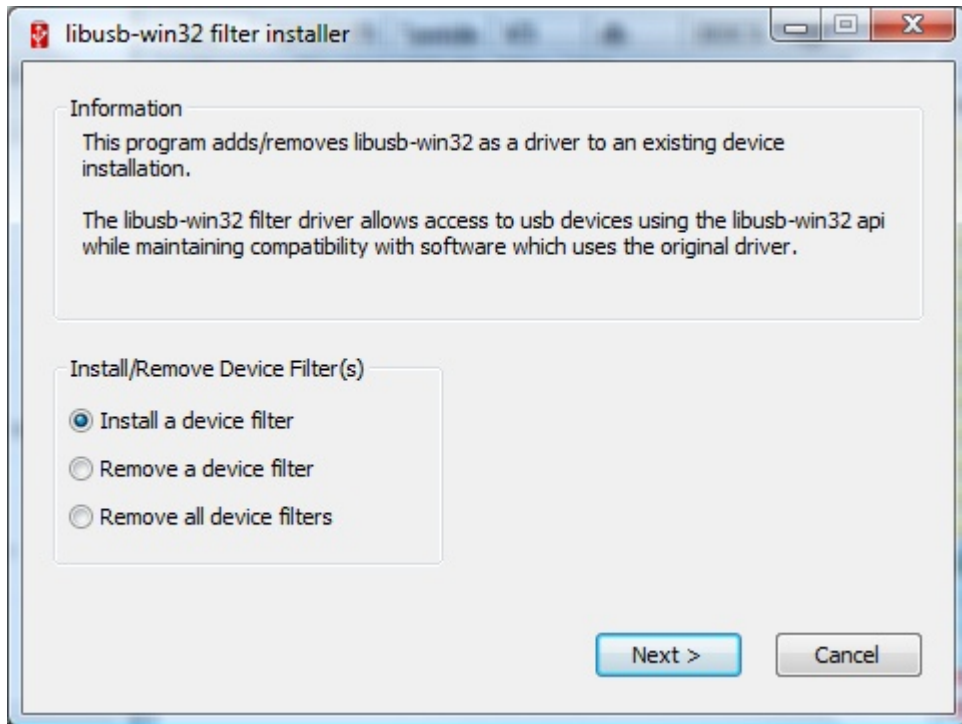 libusb-win32 filter installer
Information
This program adds/removes libusb-win32 as a driver to an existing device
installation.
The libusb-win32 filter driver allows access to usb devices using the libusb-win32 api
while maintaining compatibility with software which uses the original driver.
Install/Remove Device Filter(s)
Install a device filter
Remove a device filter
Remove all device filters
Next >
Cancel